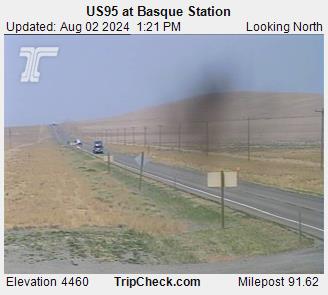 US95 at Basque Station
Updated: Aug 02 2024 1:21 PM Looking North
Elevation 4460 TripCheck.com Milepost 91.62